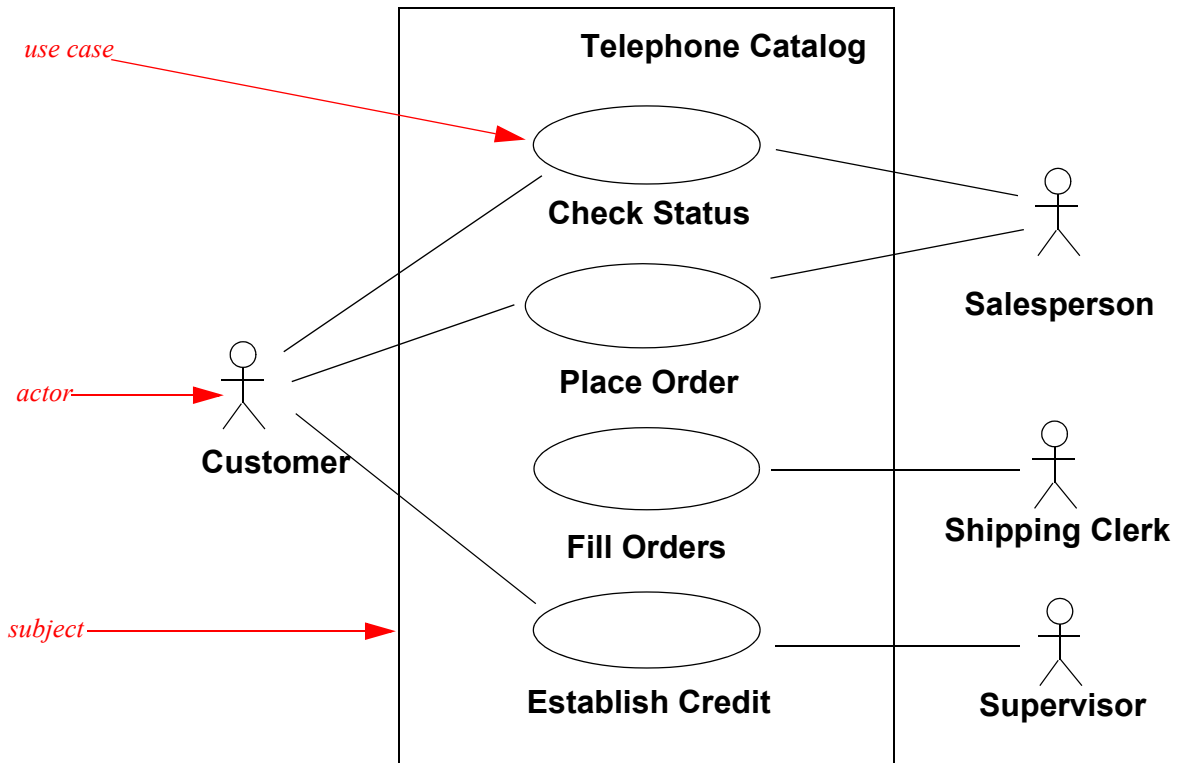 use case
Telephone Catalog
Check Status
Salesperson
Place Order
actor
Customer
Shipping Clerk
Fill Orders
subject
Establish Credit
Supervisor